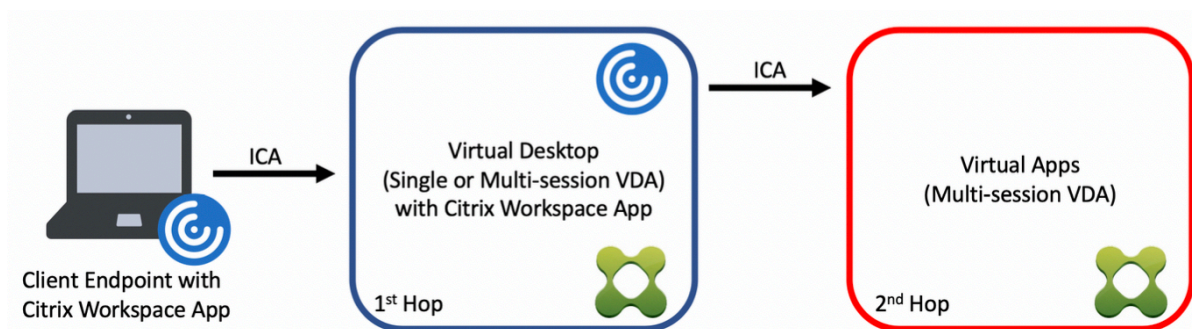 Client Endpoint with
Citrix Workspace App
ICA
Virtual Desktop
(Single or Multi-session VDA)
with Citrix Workspace App
1st Hop
ICA
Virtual Apps
(Multi-session VDA)
2nd Hop